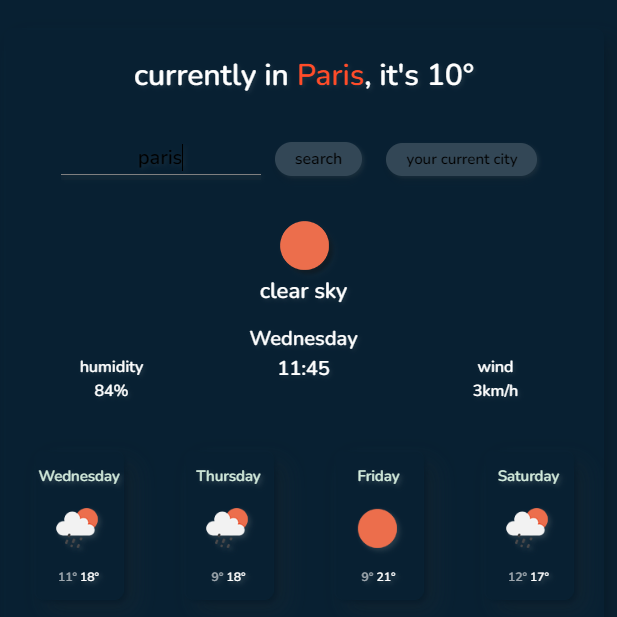 currently in Paris, it's 10°
paris search your current city
clear sky
Wednesday
11:45
humidity
84%
wind
3km/h
Wednesday Thursday Friday Saturday
11° 18° 9° 18° 9° 21° 12° 17°